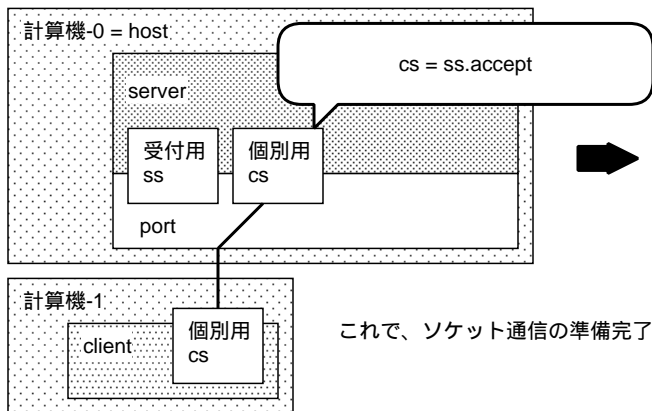 計算機-0 = host
cs = ss.accept
server
受付用
ss
個別用
cs
port
計算機-1
client
個別用
cs
これで、ソケット通信の準備完了